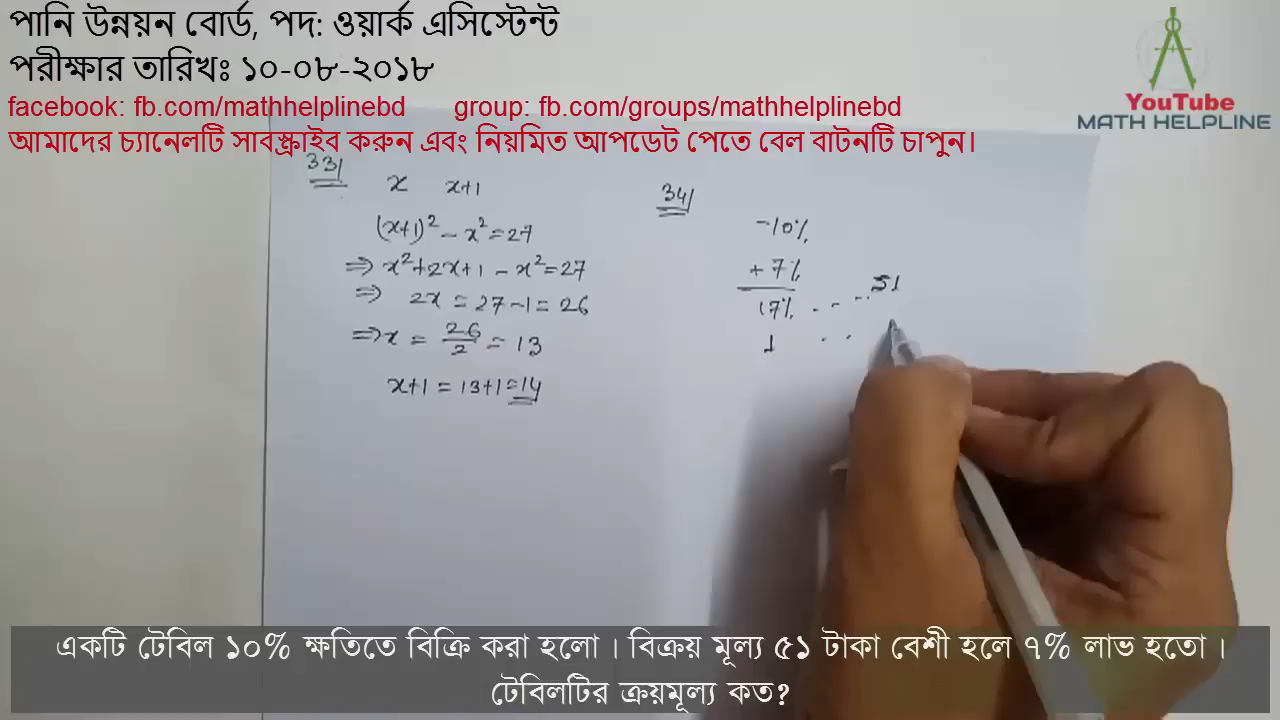 পানি উন্নয়ন বোর্ড, পদ: ওয়ার্ক এসিস্টেন্ট
পরীক্ষার তারিখঃ ১০-০৮-২০১৮
facebook: fb.com/mathhelplinebd group: fb.com/groups/mathhelplinebd
আমাদের চ্যানেলটি সাবস্ক্রাইব করুন এবং নিয়মিত আপডেট পেতে বেল বাটনটি চাপুন।
YouTube
MATH HELPLINE
33/
x x+1
(x+1)² - x² = 27
⇒ x²+2x+1 - x² = 27
⇒ 2x = 27-1 = 26
⇒ x = 26/2 = 13
x+1 = 13+1 = 14
34/
-10%
+ 7%
17% - - - 51
1 - -
একটি টেবিল ১০% ক্ষতিতে বিক্রি করা হলো। বিক্রয় মূল্য ৫১ টাকা বেশী হলে ৭% লাভ হতো।
টেবিলটির ক্রয়মূল্য কত?